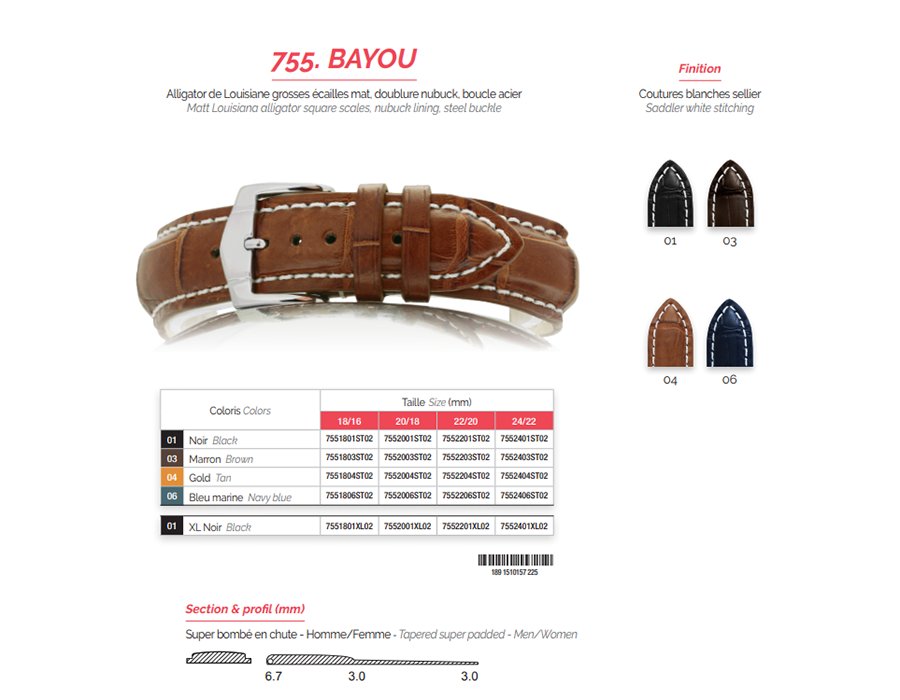 755. BAYOU
Alligator de Louisiane grosses écailles mat, doublure nubuck, boucle acier
Matt Louisiana alligator square scales, nubuck lining, steel buckle
Finition
Coutures blanches sellier
Saddler white stitching
01 03
04 06
Coloris Colors
Taille Size (mm)
18/16 20/18 22/20 24/22
01 Noir Black 7551801ST02 7552001ST02 7552201ST02 7552401ST02
03 Marron Brown 7551803ST02 7552003ST02 7552203ST02 7552403ST02
04 Gold Tan 7551804ST02 7552004ST02 7552204ST02 7552404ST02
06 Bleu marine Navy blue 7551806ST02 7552006ST02 7552206ST02 7552406ST02
01 XL Noir Black 7551801XL02 7552001XL02 7552201XL02 7552401XL02
189 1510157 225
Section & profil (mm)
Super bombé en chute - Homme/Femme - Tapered super padded - Men/Women
6.7 3.0 3.0